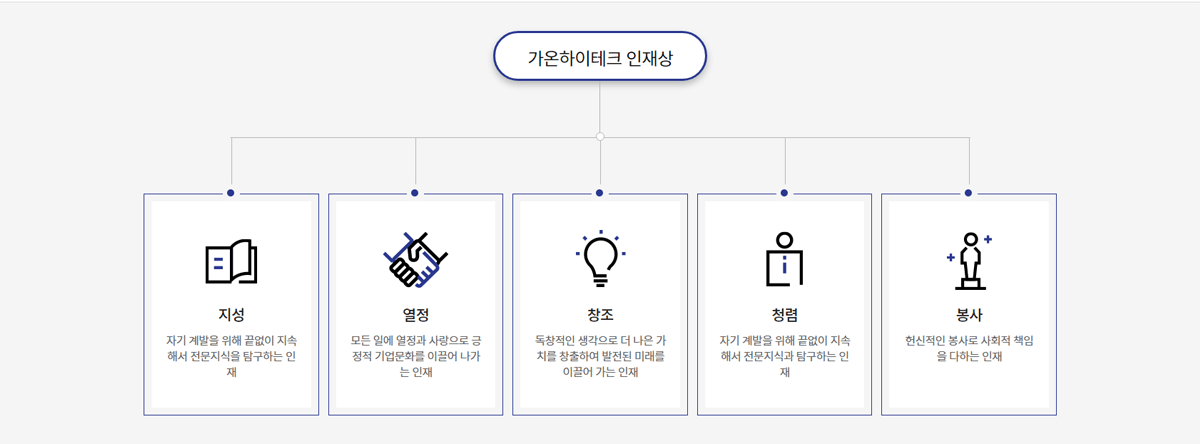 가온하이테크 인재상
지성
자기 계발을 위해 끝없이 지속
해서 전문지식을 탐구하는 인
재
열정
모든 일에 열정과 사랑으로 긍
정적 기업문화를 이끌어 나가
는 인재
창조
독창적인 생각으로 더 나은 가
치를 창출하여 발전된 미래를
이끌어 가는 인재
청렴
자기 계발을 위해 끝없이 지속
해서 전문지식과 탐구하는 인
재
봉사
헌신적인 봉사로 사회적 책임
을 다하는 인재